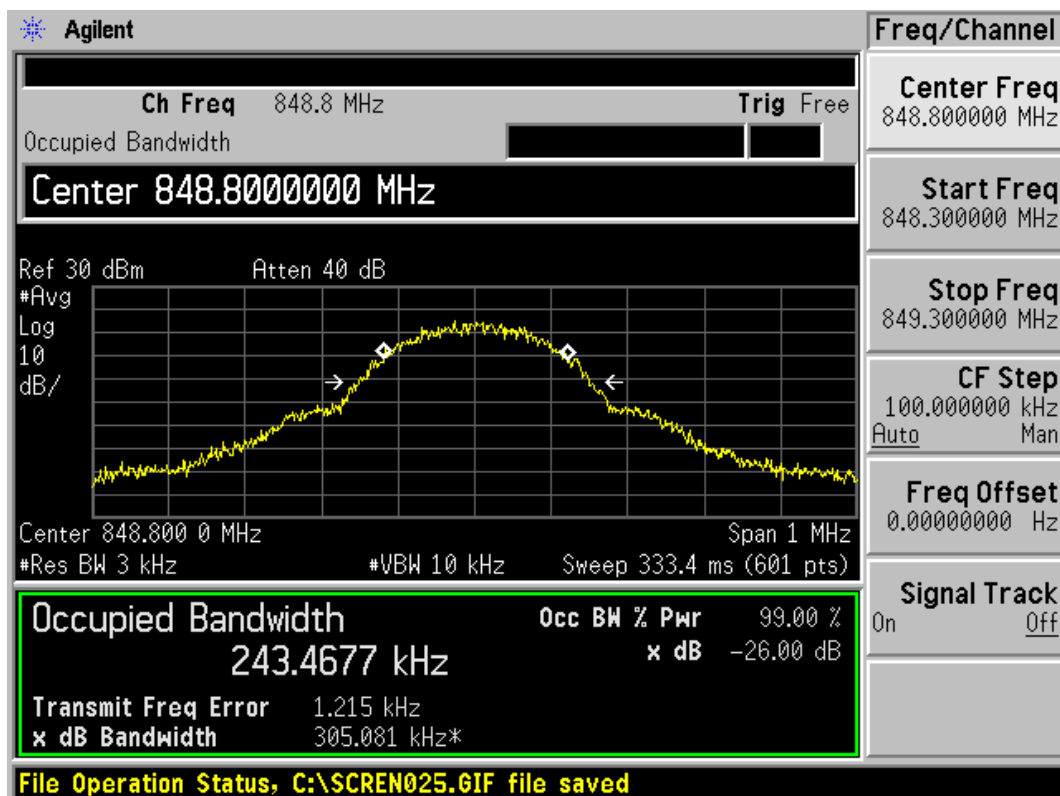 Agilent
Freq/Channel
Ch Freq 848.8 MHz Trig Free
Occupied Bandwidth
Center 848.8000000 MHz
Ref 30 dBm Atten 40 dB
#Avg
Log
10
dB/
Center 848.800 0 MHz Span 1 MHz
#Res BW 3 kHz #VBW 10 kHz Sweep 333.4 ms (601 pts)
Occupied Bandwidth Occ BW % Pwr 99.00 %
243.4677 kHz x dB -26.00 dB
Transmit Freq Error 1.215 kHz
x dB Bandwidth 305.081 kHz*
File Operation Status, C:\SCREN025.GIF file saved
Center Freq
848.800000 MHz
Start Freq
848.300000 MHz
Stop Freq
849.300000 MHz
CF Step
100.000000 kHz
Auto Man
Freq Offset
0.00000000 Hz
Signal Track
On Off